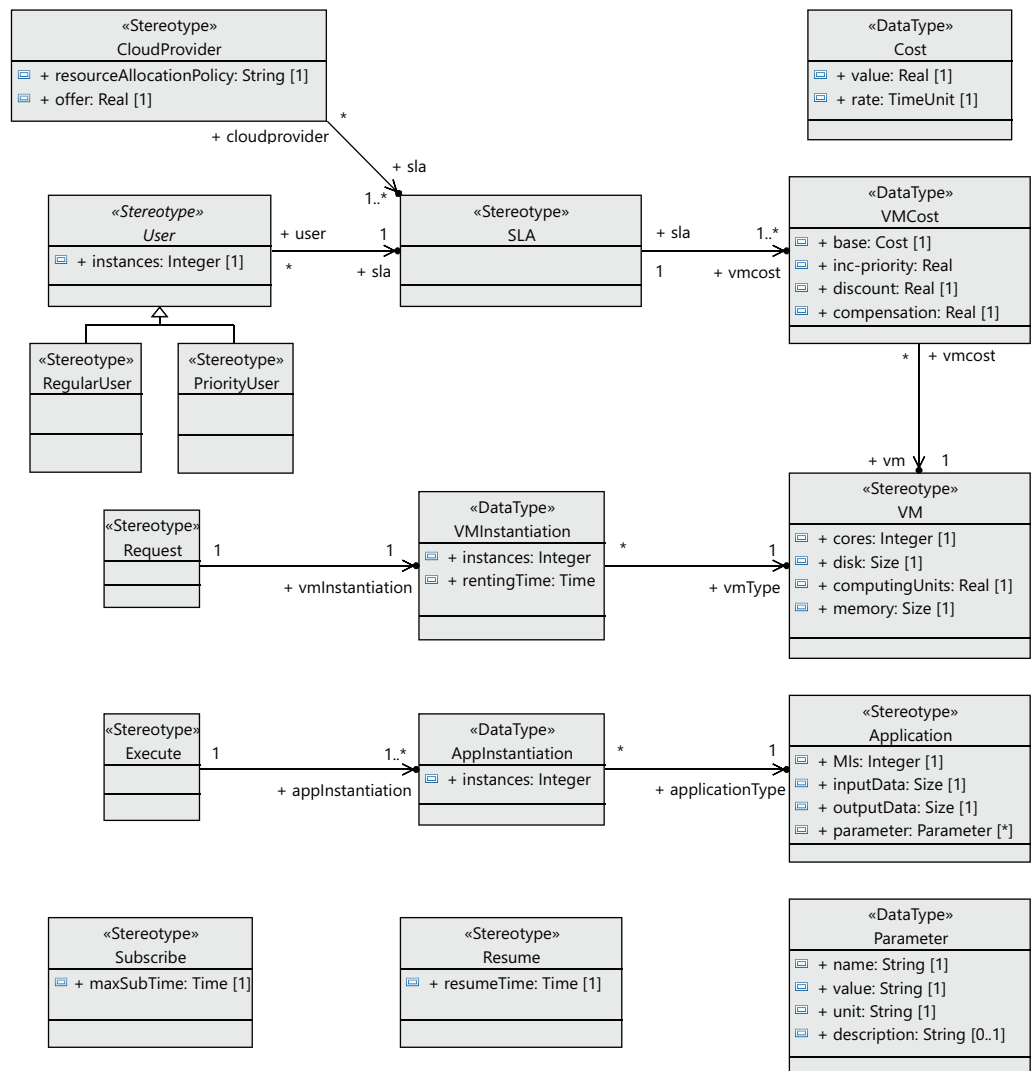 «Stereotype»
CloudProvider
+ resourceAllocationPolicy: String [1]
+ offer: Real [1]
«DataType»
Cost
+ value: Real [1]
+ rate: TimeUnit [1]
*
+ cloudprovider
+ sla
1..*
«Stereotype»
User
+ instances: Integer [1]
+ user
1
*
+ sla
«Stereotype»
SLA
+ sla
1..*
1
+ vmcost
«DataType»
VMCost
+ base: Cost [1]
+ inc-priority: Real
+ discount: Real [1]
+ compensation: Real [1]
«Stereotype»
RegularUser
«Stereotype»
PriorityUser
*
+ vmcost
+ vm
1
«Stereotype»
Request
1
1
+ vmInstantiation
«DataType»
VMInstantiation
+ instances: Integer
+ rentingTime: Time
*
1
+ vmType
«Stereotype»
VM
+ cores: Integer [1]
+ disk: Size [1]
+ computingUnits: Real [1]
+ memory: Size [1]
«Stereotype»
Execute
1
1..*
+ appInstantiation
«DataType»
AppInstantiation
+ instances: Integer
*
1
+ applicationType
«Stereotype»
Application
+ MIs: Integer [1]
+ inputData: Size [1]
+ outputData: Size [1]
+ parameter: Parameter [*]
«Stereotype»
Subscribe
+ maxSubTime: Time [1]
«Stereotype»
Resume
+ resumeTime: Time [1]
«DataType»
Parameter
+ name: String [1]
+ value: String [1]
+ unit: String [1]
+ description: String [0..1]